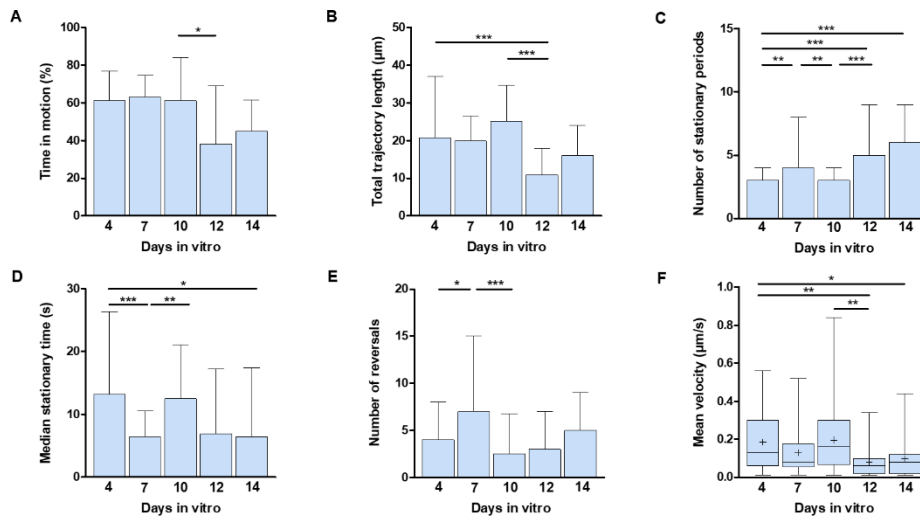 A
Time in motion (%)
100
80
60
40
20
0
*
4 7 10 12 14
Days in vitro
B
Total trajectory length (µm)
50
40
30
20
10
0
***
***
4 7 10 12 14
Days in vitro
C
Number of stationary periods
15
10
5
0
***
***
** ** ***
4 7 10 12 14
Days in vitro
D
Median stationary time (s)
30
20
10
0
*
*** **
4 7 10 12 14
Days in vitro
E
Number of reversals
20
15
10
5
0
* ***
4 7 10 12 14
Days in vitro
F
Mean velocity (µm/s)
1.0
0.8
0.6
0.4
0.2
0.0
*
**
**
4 7 10 12 14
Days in vitro